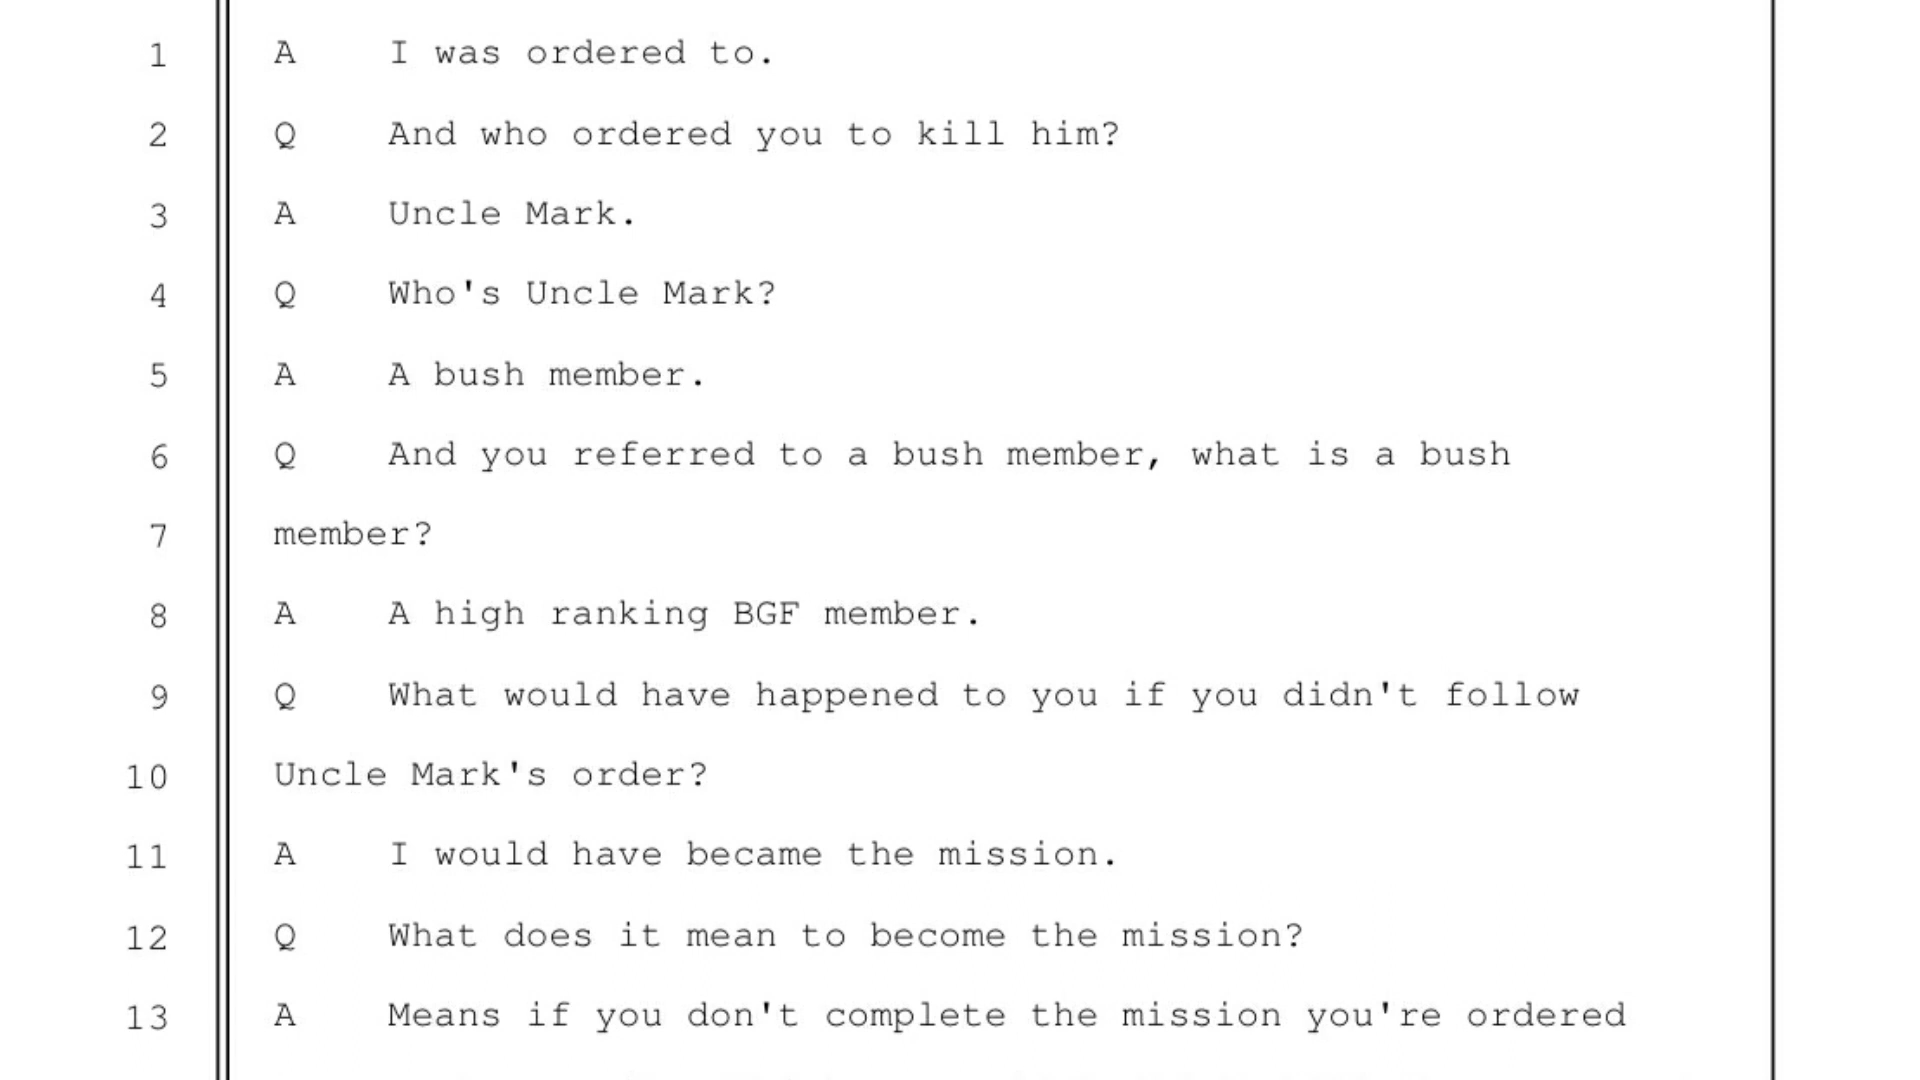 1 A I was ordered to.
2 Q And who ordered you to kill him?
3 A Uncle Mark.
4 Q Who's Uncle Mark?
5 A A bush member.
6 Q And you referred to a bush member, what is a bush
7 member?
8 A A high ranking BGF member.
9 Q What would have happened to you if you didn't follow
10 Uncle Mark's order?
11 A I would have became the mission.
12 Q What does it mean to become the mission?
13 A Means if you don't complete the mission you're ordered